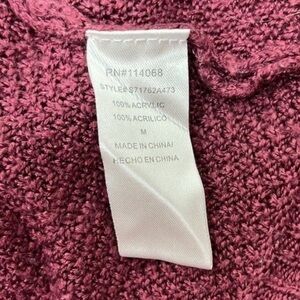 RN#114068
STYLE#S71762A473
100% ACRYLIC
100% ACRILICO
M
MADE IN CHINA/
HECHO EN CHINA